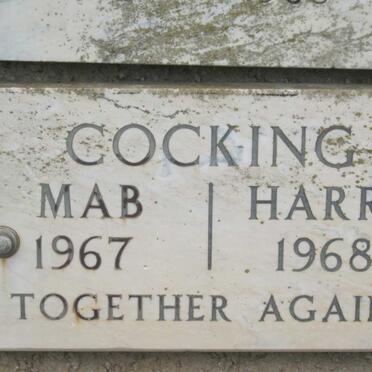 COCKING
MAB | HARR
1967 | 1968
TOGETHER AGAI